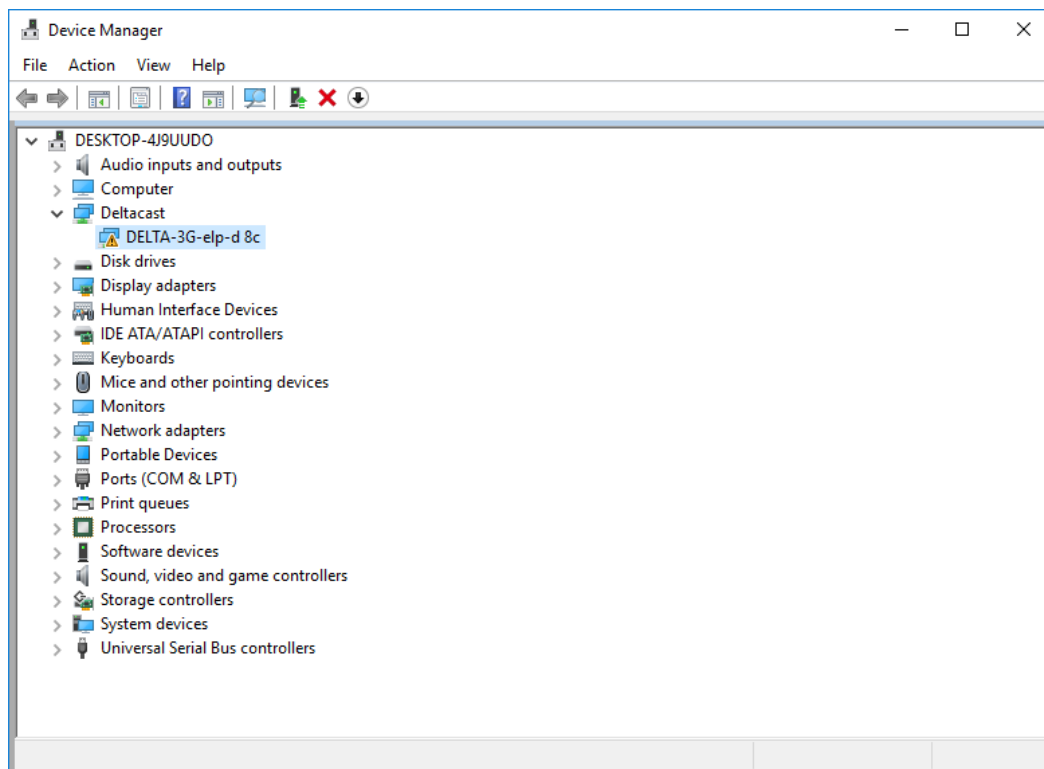 Device Manager
File Action View Help
DESKTOP-4J9UUDO
Audio inputs and outputs
Computer
Deltacast
DELTA-3G-elp-d 8c
Disk drives
Display adapters
Human Interface Devices
IDE ATA/ATAPI controllers
Keyboards
Mice and other pointing devices
Monitors
Network adapters
Portable Devices
Ports (COM & LPT)
Print queues
Processors
Software devices
Sound, video and game controllers
Storage controllers
System devices
Universal Serial Bus controllers